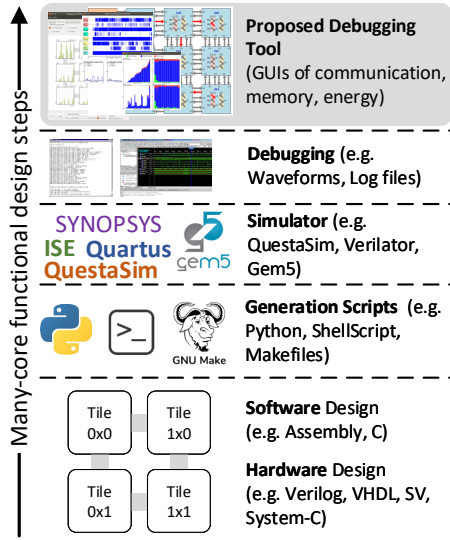 Many-core functional design steps
Proposed Debugging
Tool
(GUIs of communication,
memory, energy)
Debugging (e.g.
Waveforms, Log files)
SYNOPSYS
ISE Quartus
QuestaSim
gem5
Simulator (e.g.
QuestaSim, Verilator,
Gem5)
>_
GNU Make
Generation Scripts (e.g.
Python, ShellScript,
Makefiles)
Tile
0x0
Tile
1x0
Tile
0x1
Tile
1x1
Software Design
(e.g. Assembly, C)
Hardware Design
(e.g. Verilog, VHDL, SV,
System-C)